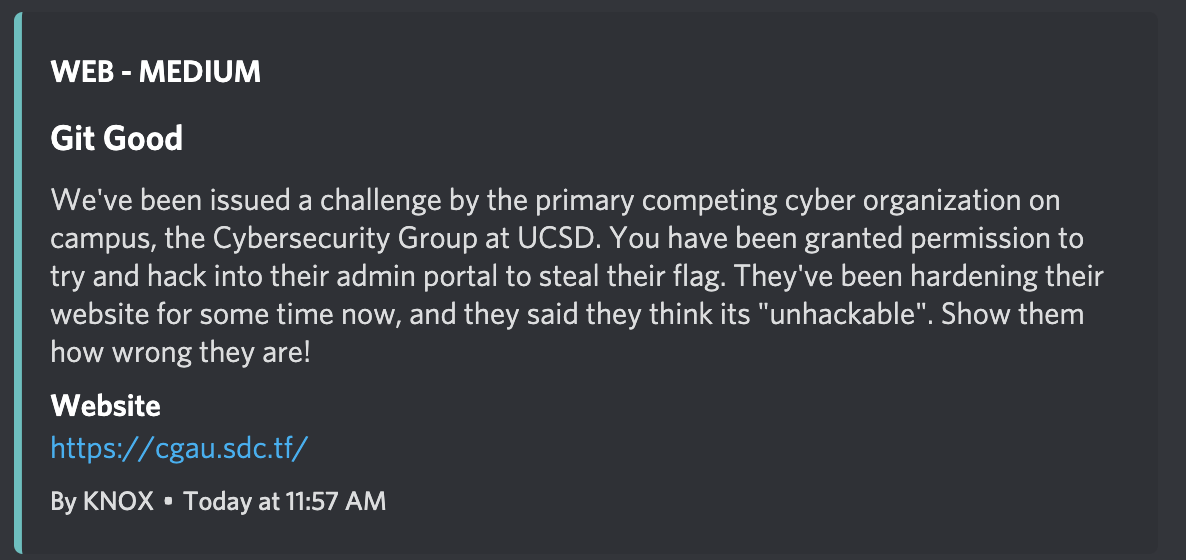 WEB - MEDIUM
Git Good
We've been issued a challenge by the primary competing cyber organization on
campus, the Cybersecurity Group at UCSD. You have been granted permission to
try and hack into their admin portal to steal their flag. They've been hardening their
website for some time now, and they said they think its "unhackable". Show them
how wrong they are!
Website
https://cgau.sdc.tf/
By KNOX • Today at 11:57 AM